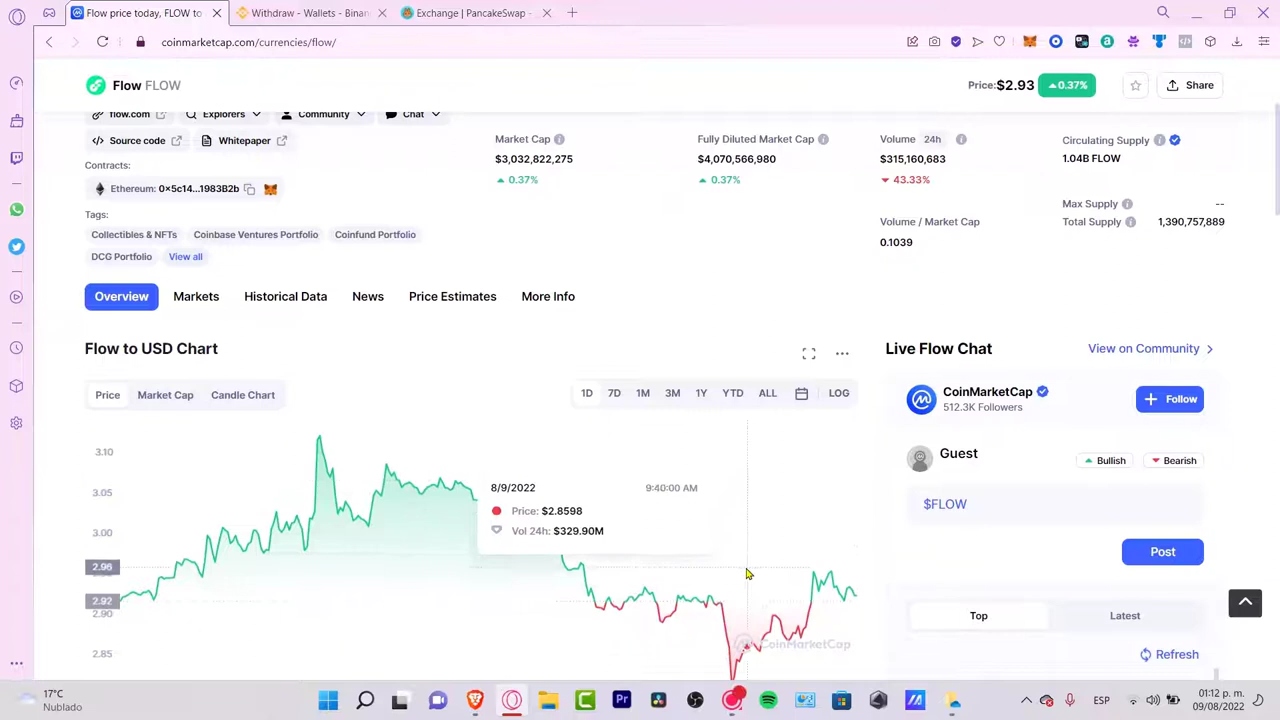 Flow price today, FLOW to
Withdraw - Wallets - Binan
Exchange | PancakeSwap -
coinmarketcap.com/currencies/flow/
Flow FLOW
Price: $2.93 0.37%
Share
flow.com Explorers Community Chat
Source code Whitepaper
Contracts:
Ethereum: 0x5c14...1983B2b
Tags:
Collectibles & NFTs Coinbase Ventures Portfolio Coinfund Portfolio
DCG Portfolio View all
Market Cap
$3,032,822,275
0.37%
Fully Diluted Market Cap
$4,070,566,980
0.37%
Volume 24h
$315,160,683
43.33%
Volume / Market Cap
0.1039
Circulating Supply
1.04B FLOW
Max Supply --
Total Supply 1,390,757,889
Overview Markets Historical Data News Price Estimates More Info
Flow to USD Chart
Price Market Cap Candle Chart
1D 7D 1M 3M 1Y YTD ALL LOG
3.10
3.05
3.00
2.96
2.92
2.90
2.85
8/9/2022 9:40:00 AM
Price: $2.8598
Vol 24h: $329.90M
CoinMarketCap
Live Flow Chat
View on Community
CoinMarketCap
512.3K Followers
Follow
Guest
Bullish Bearish
$FLOW
Post
Top Latest
Refresh
17°C
Nublado
Pr
ESP
01:12 p. m.
09/08/2022